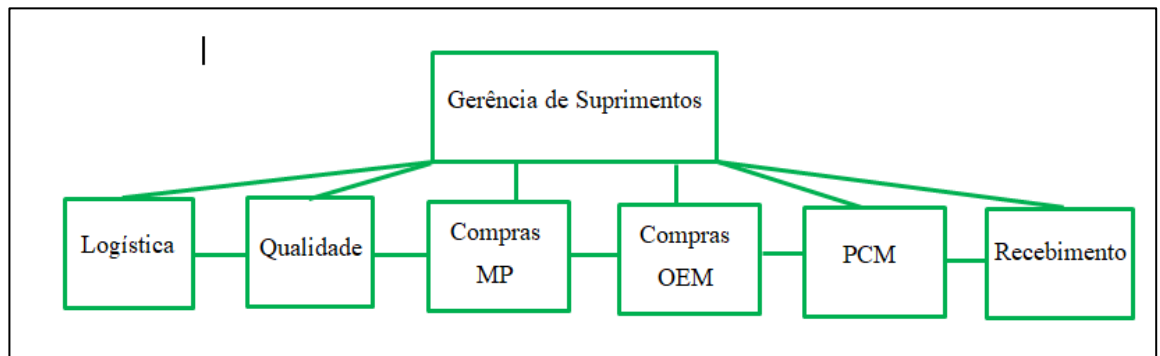 Gerência de Suprimentos
Logística
Qualidade
Compras
MP
Compras
OEM
PCM
Recebimento